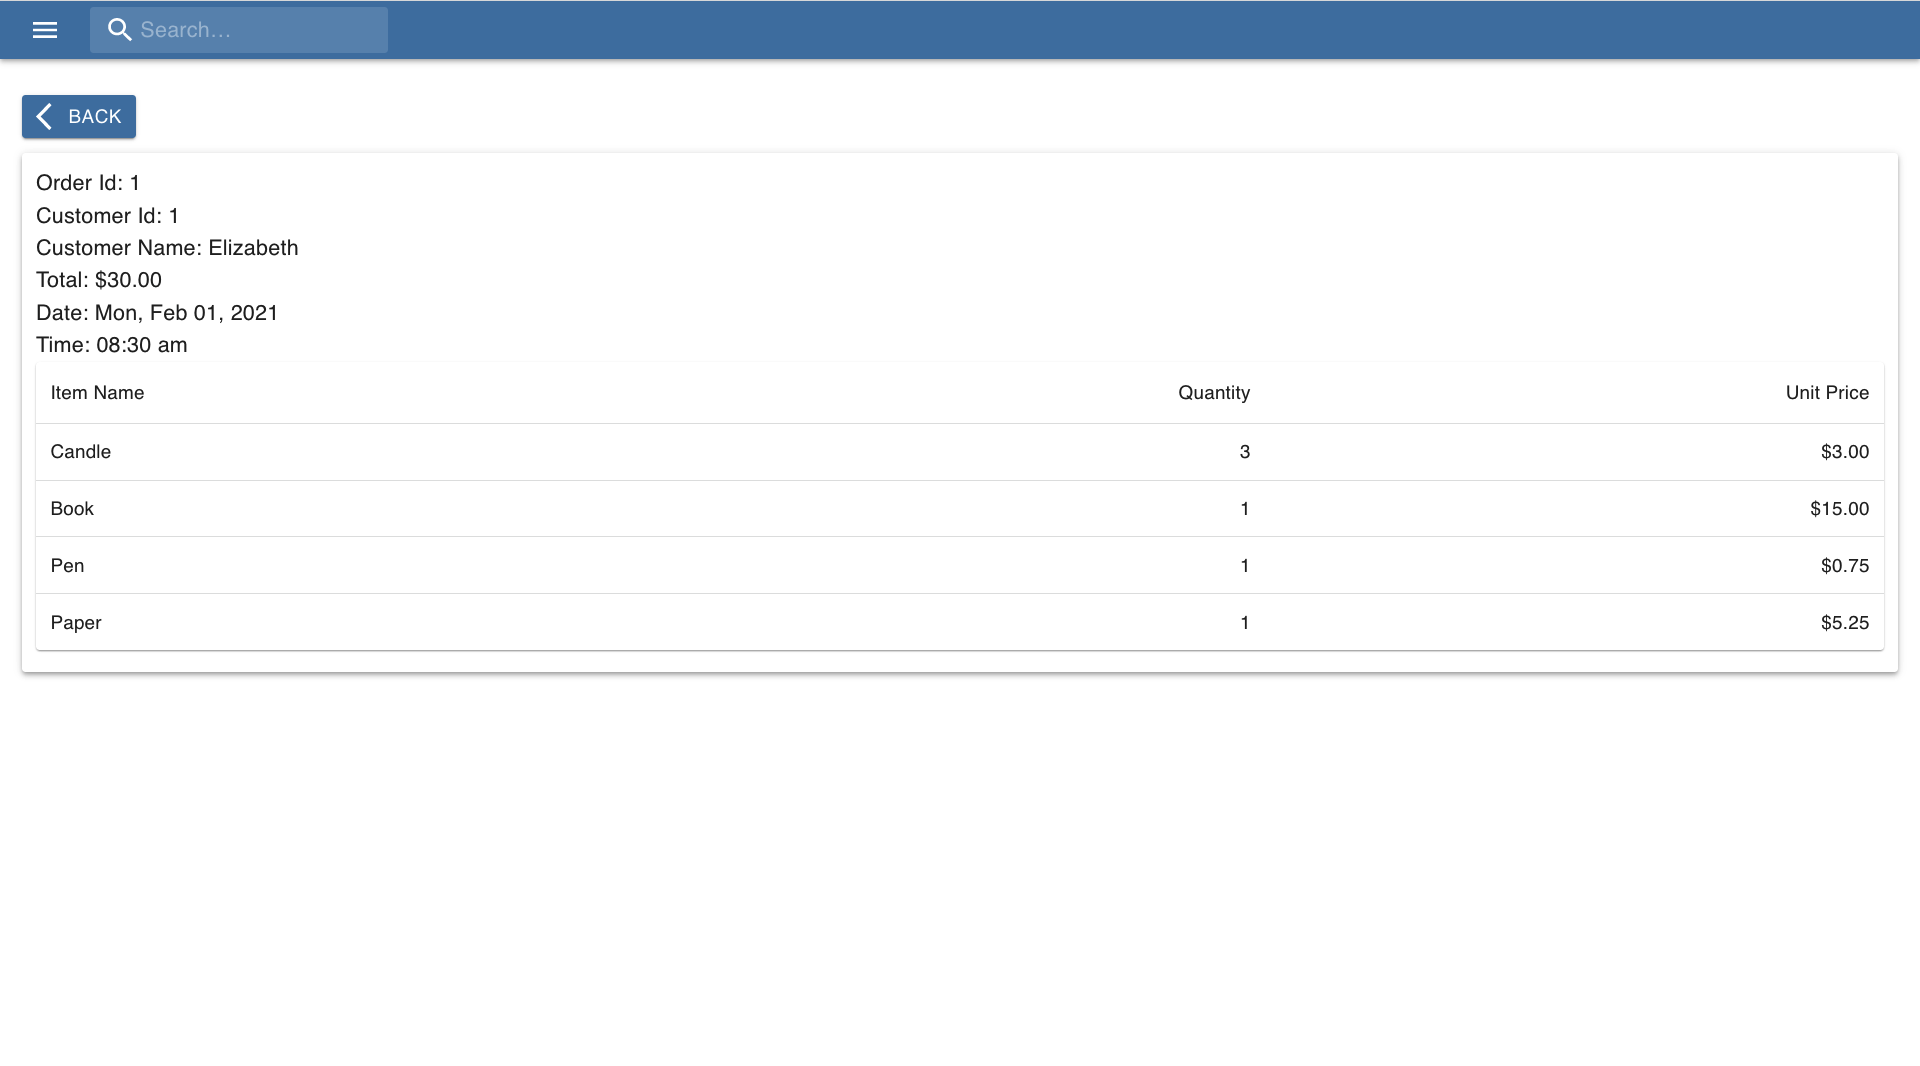 Search…
BACK
Order Id: 1
Customer Id: 1
Customer Name: Elizabeth
Total: $30.00
Date: Mon, Feb 01, 2021
Time: 08:30 am
Item Name Quantity Unit Price
Candle 3 $3.00
Book 1 $15.00
Pen 1 $0.75
Paper 1 $5.25